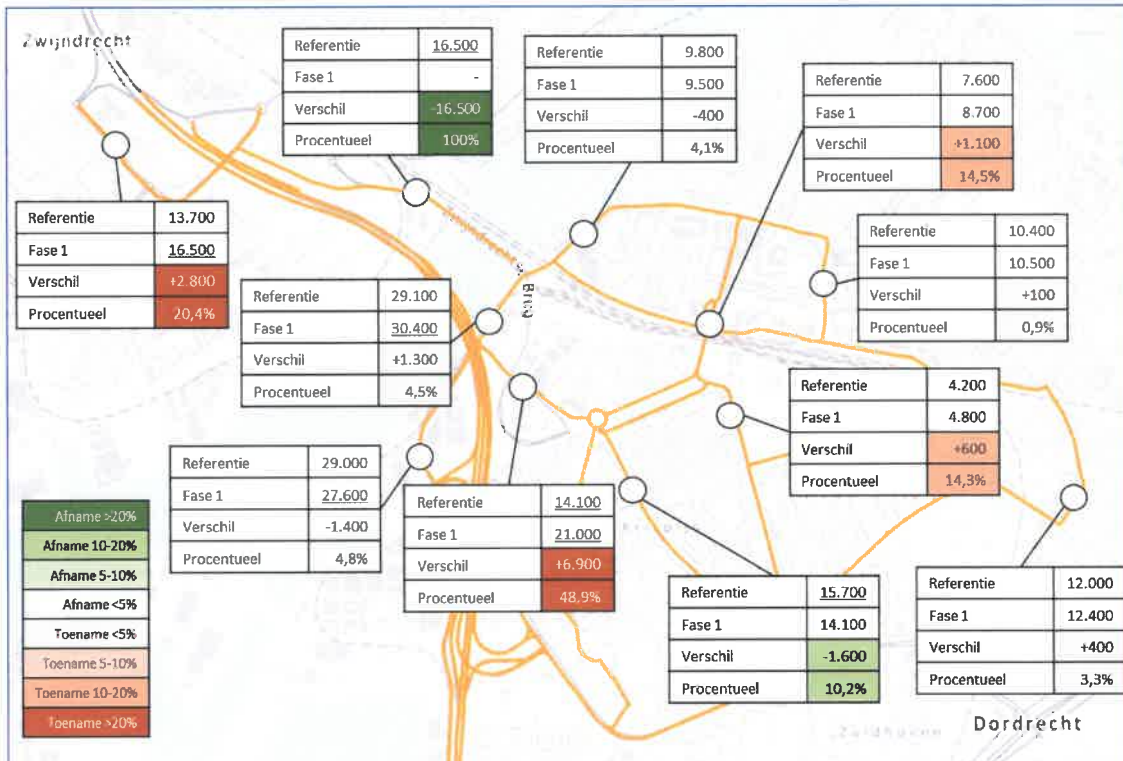 Zwijndrecht
Referentie 16.500
Fase 1 -
Verschil -16.500
Procentueel 100%
Referentie 9.800
Fase 1 9.500
Verschil -400
Procentueel 4,1%
Referentie 7.600
Fase 1 8.700
Verschil +1.100
Procentueel 14,5%
Referentie 13.700
Fase 1 16.500
Verschil +2.800
Procentueel 20,4%
Referentie 10.400
Fase 1 10.500
Verschil +100
Procentueel 0,9%
Referentie 29.100
Fase 1 30.400
Verschil +1.300
Procentueel 4,5%
Brug
Referentie 4.200
Fase 1 4.800
Verschil +600
Procentueel 14,3%
Referentie 29.000
Fase 1 27.600
Verschil -1.400
Procentueel 4,8%
Referentie 14.100
Fase 1 21.000
Verschil +6.900
Procentueel 48,9%
Referentie 15.700
Fase 1 14.100
Verschil -1.600
Procentueel 10,2%
Referentie 12.000
Fase 1 12.400
Verschil +400
Procentueel 3,3%
Afname >20%
Afname 10-20%
Afname 5-10%
Afname <5%
Toename <5%
Toename 5-10%
Toename 10-20%
Toename >20%
Dordrecht